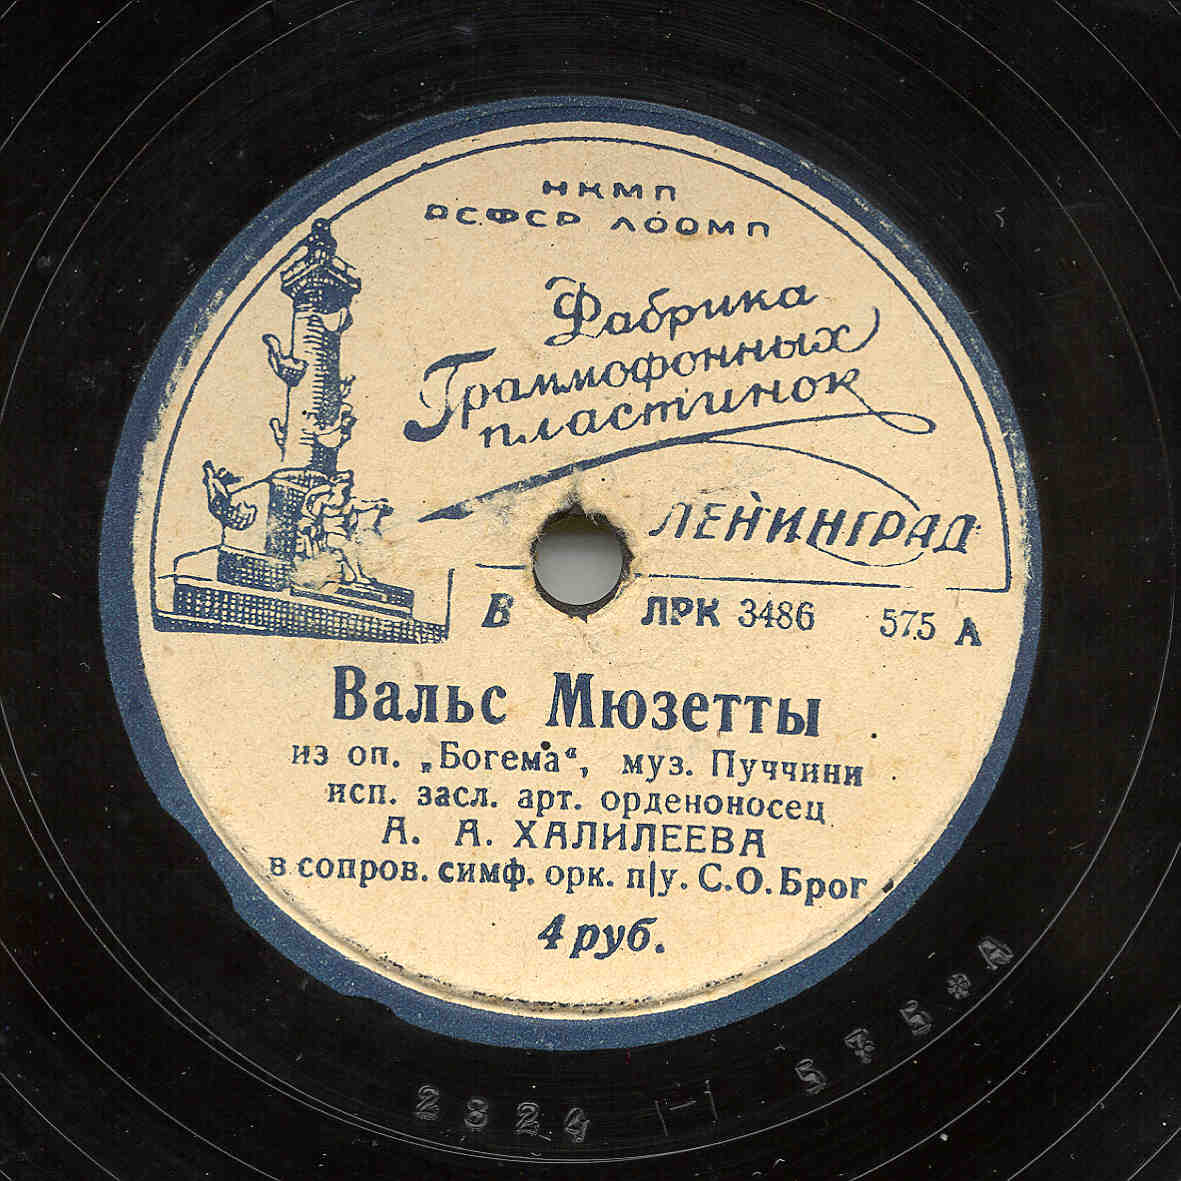 НКМП
РСФСР ЛООМП
Фабрика
Граммофонных
пластинок
ЛЕНИНГРАД
В ЛРК 3486 575 А
Вальс Мюзетты
из оп. „Богема“, муз. Пуччини
исп. засл. арт. орденоносец
А. А. ХАЛИЛЕЕВА
в сопров. симф. орк. п/у. С.О.Брог
4 руб.
2324 575*А